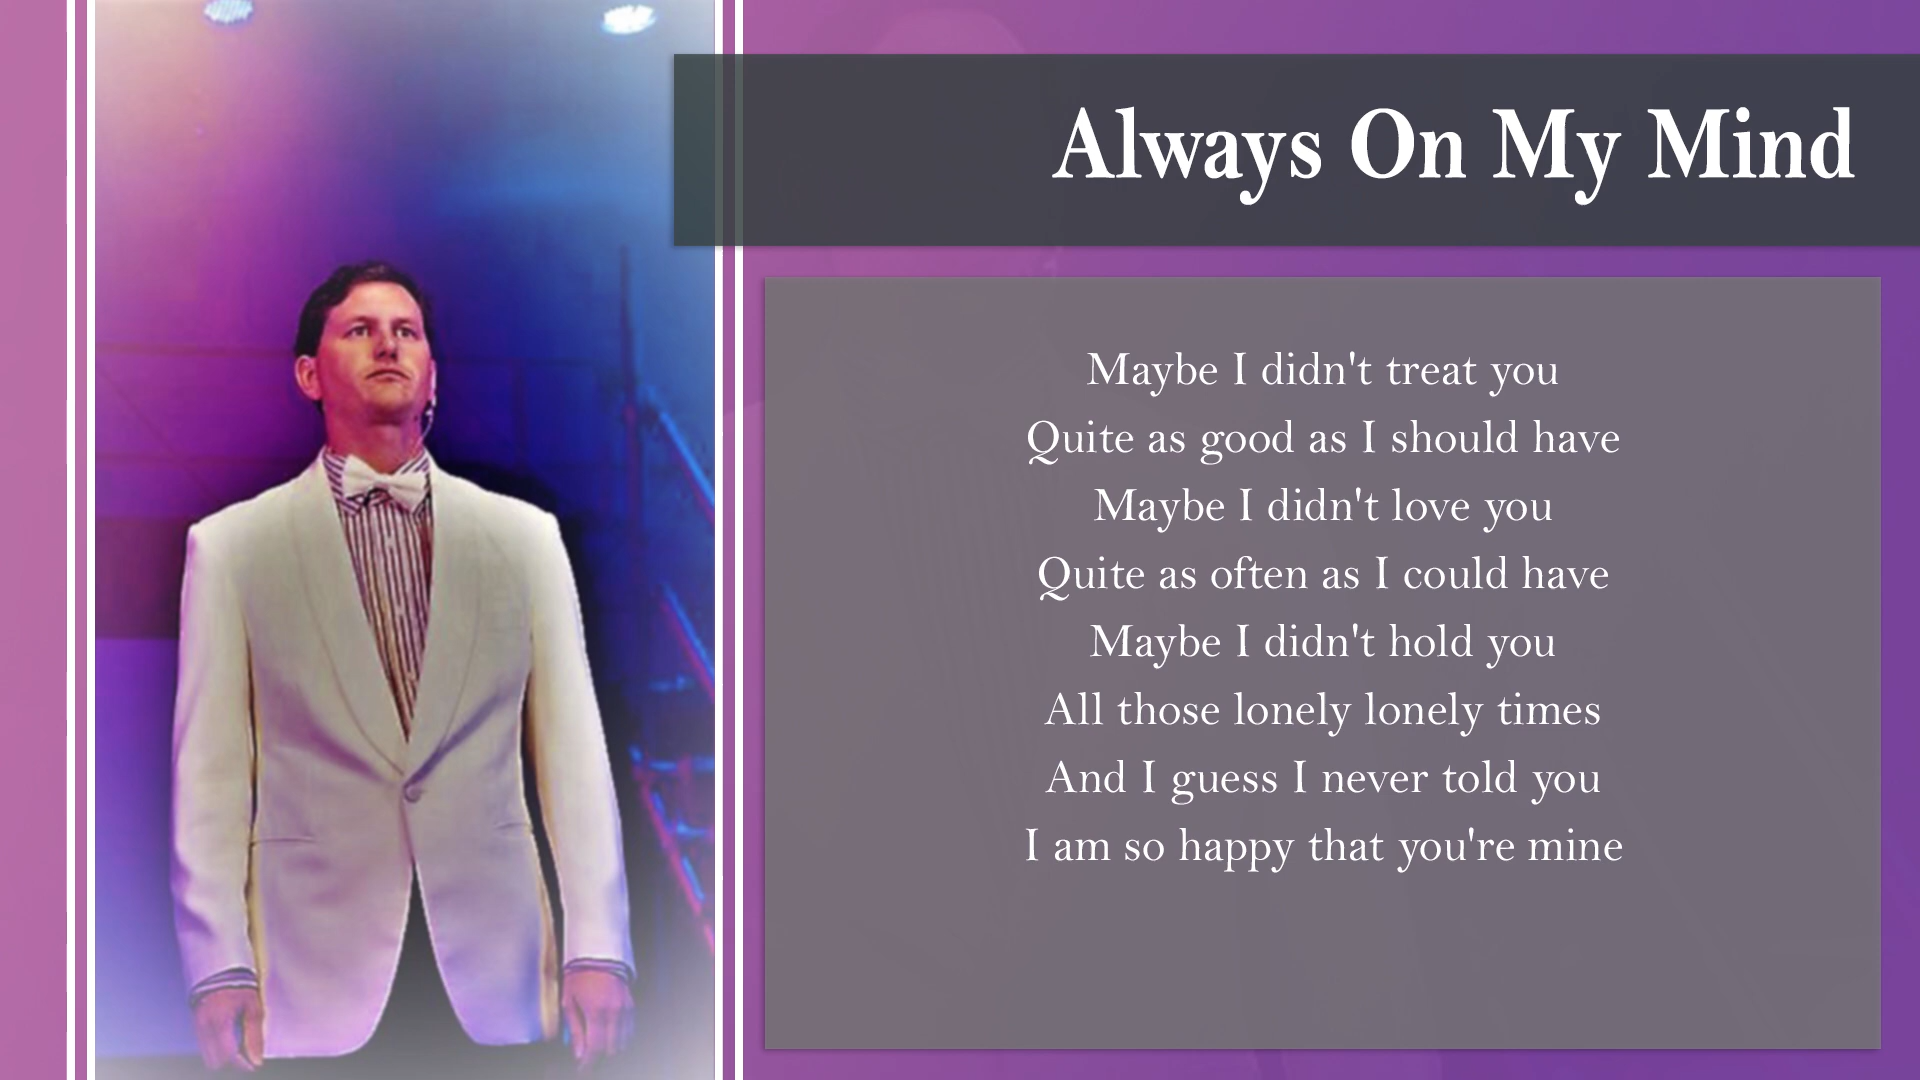 Always On My Mind
Maybe I didn't treat you
Quite as good as I should have
Maybe I didn't love you
Quite as often as I could have
Maybe I didn't hold you
All those lonely lonely times
And I guess I never told you
I am so happy that you're mine